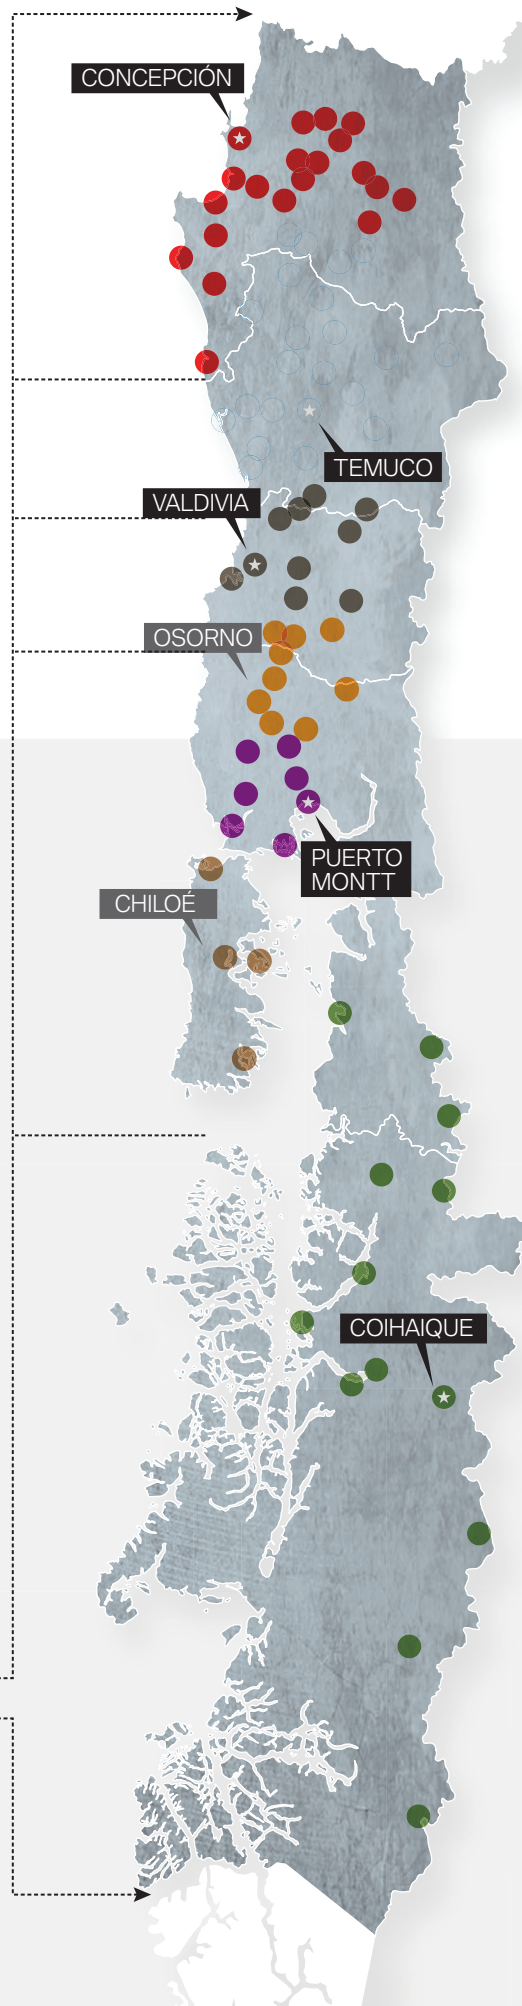 CONCEPCIÓN
TEMUCO
VALDIVIA
OSORNO
PUERTO
MONTT
CHILOÉ
COIHAIQUE